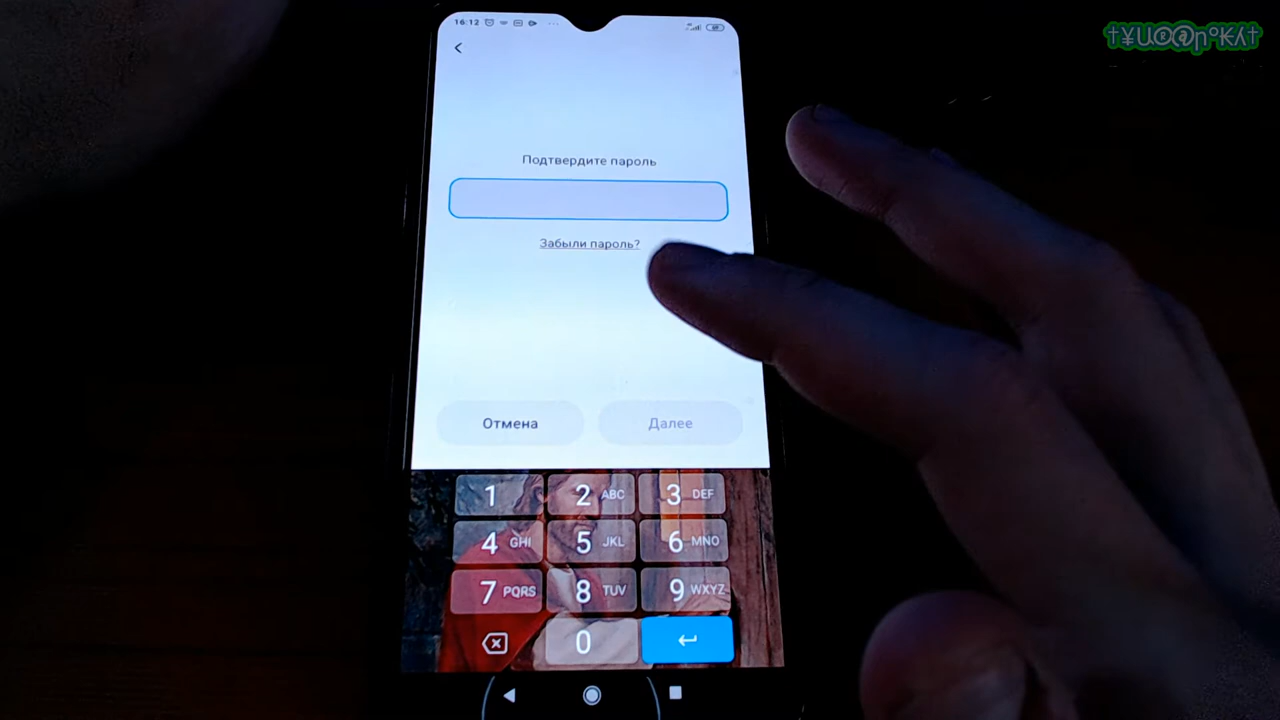 †¥U©®@ƞ°₭Ʌ†
16:12
Подтвердите пароль
Забыли пароль?
Отмена Далее
1 2 ABC 3 DEF
4 GHI 5 JKL 6 MNO
7 PQRS 8 TUV 9 WXYZ
0